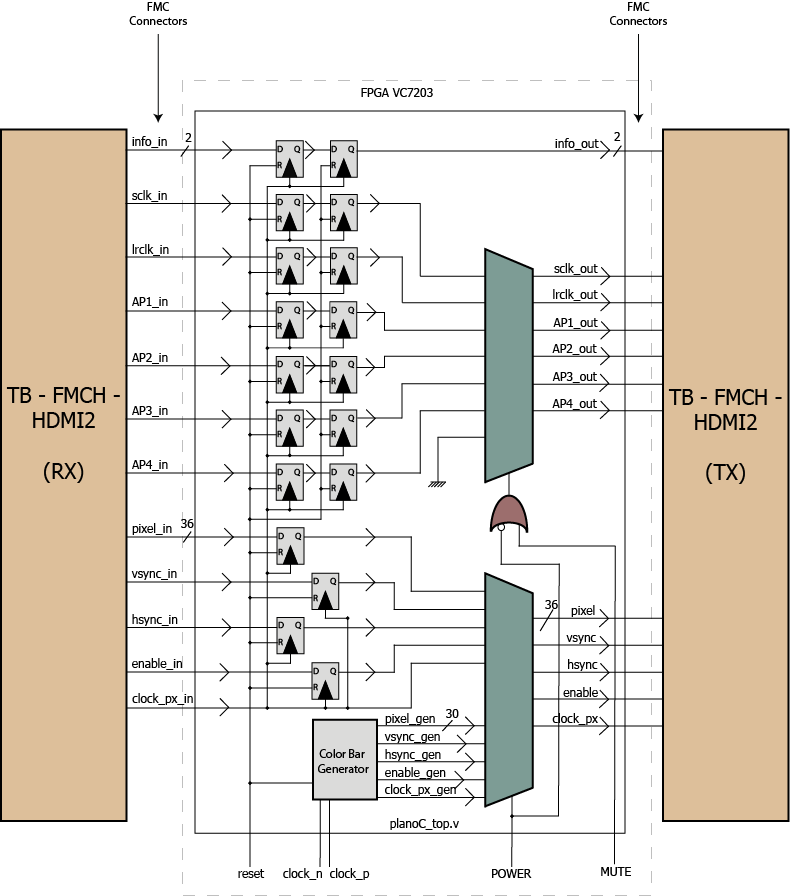 FMC
Connectors
FMC
Connectors
FPGA VC7203
info_in
2
D Q
R
D Q
R
info_out
2
sclk_in
D Q
R
D Q
R
lrclk_in
D Q
R
D Q
R
sclk_out
lrclk_out
AP1_in
D Q
R
D Q
R
AP1_out
AP2_in
D Q
R
D Q
R
AP2_out
AP3_out
TB - FMCH -
HDMI2
(RX)
TB - FMCH -
HDMI2
(TX)
AP3_in
D Q
R
D Q
R
AP4_out
AP4_in
D Q
R
D Q
R
pixel_in
36
D Q
R
vsync_in
D Q
R
hsync_in
D Q
R
36
pixel
vsync
enable_in
D Q
R
hsync
clock_px_in
enable
clock_px
Color Bar
Generator
pixel_gen
30
vsync_gen
hsync_gen
enable_gen
clock_px_gen
planoC_top.v
reset
clock_n
clock_p
POWER
MUTE